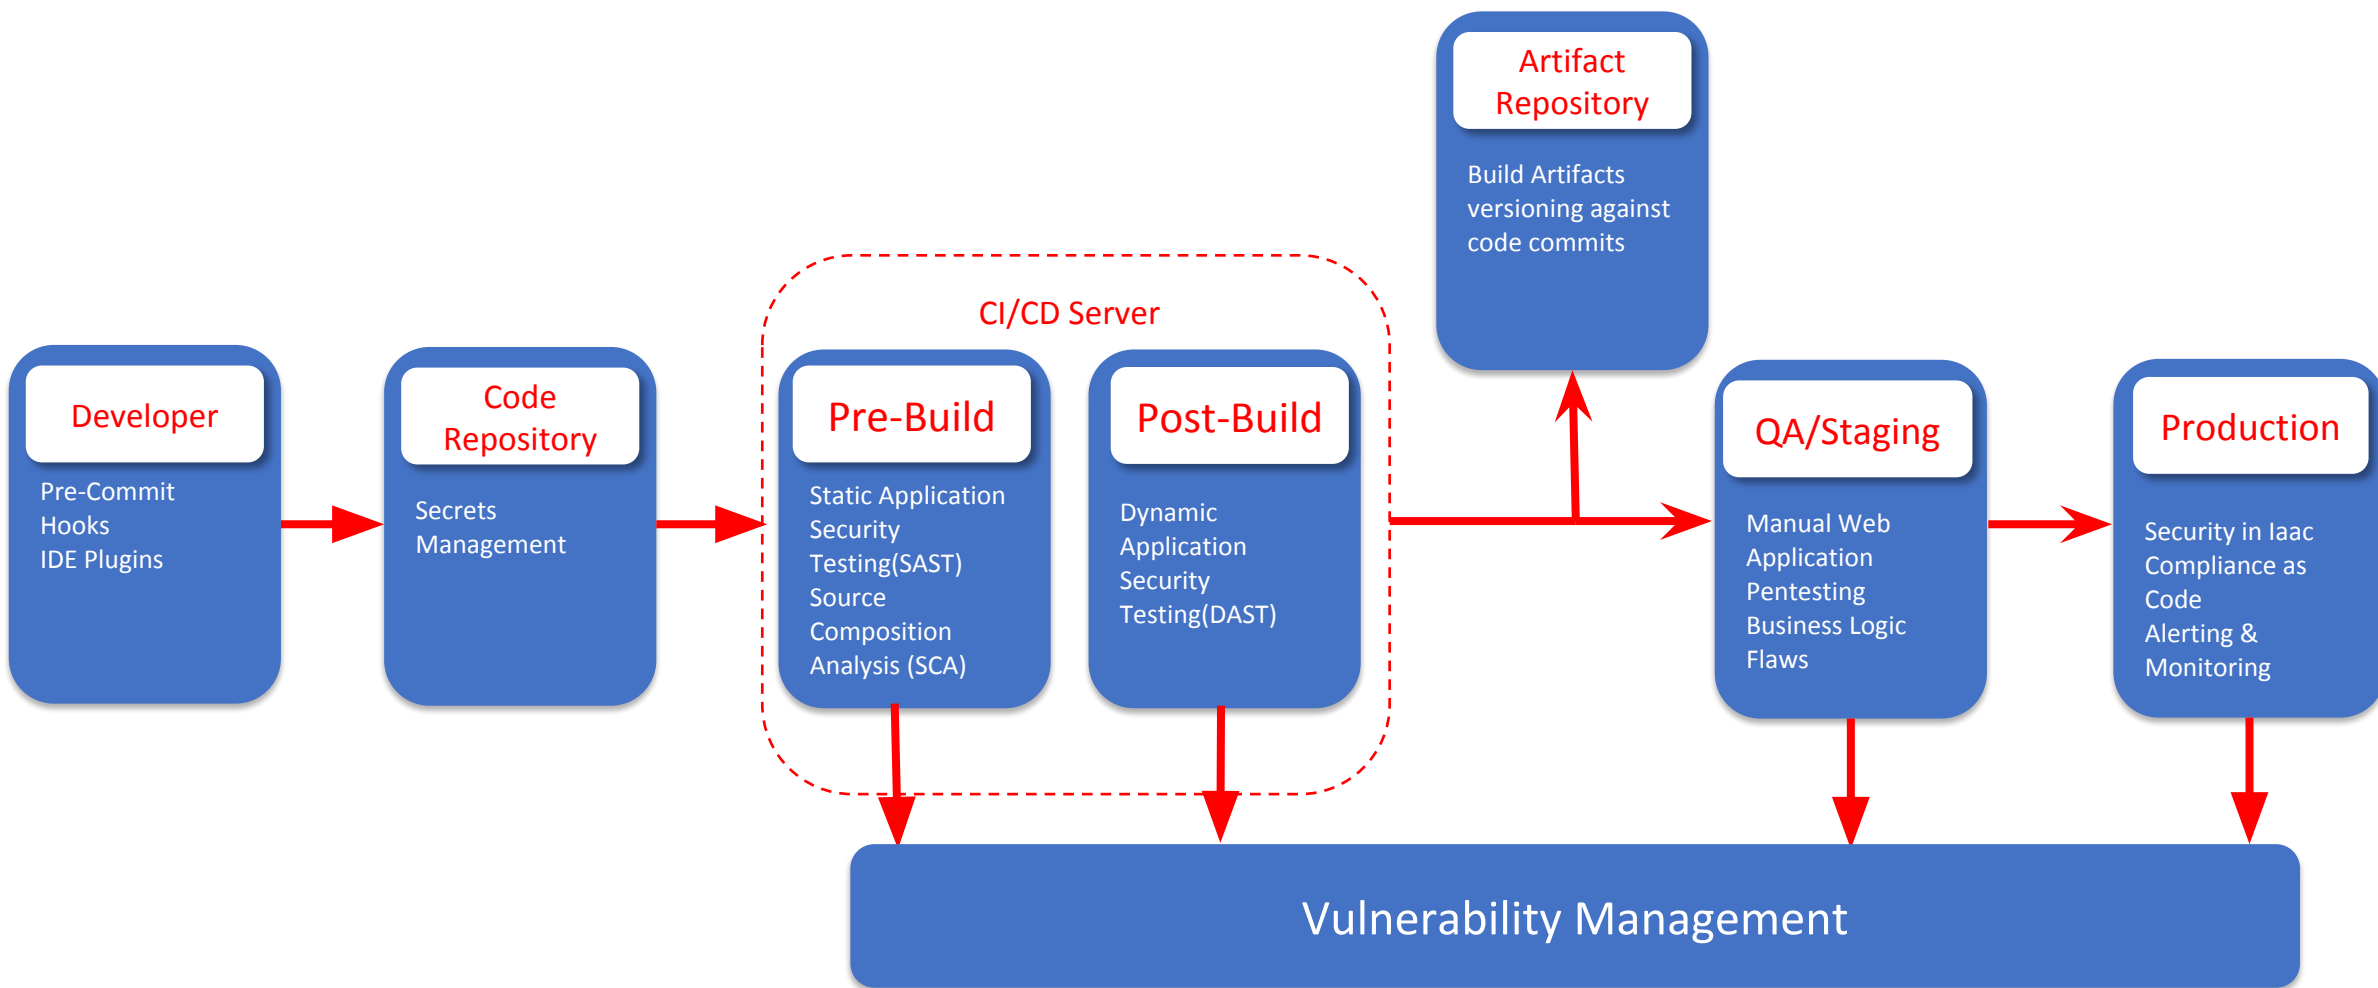 Artifact
Repository
Build Artifacts
versioning against
code commits
CI/CD Server
Developer
Pre-Commit
Hooks
IDE Plugins
Code
Repository
Secrets
Management
Pre-Build
Static Application
Security
Testing(SAST)
Source
Composition
Analysis (SCA)
Post-Build
Dynamic
Application
Security
Testing(DAST)
QA/Staging
Manual Web
Application
Pentesting
Business Logic
Flaws
Production
Security in Iaac
Compliance as
Code
Alerting &
Monitoring
Vulnerability Management